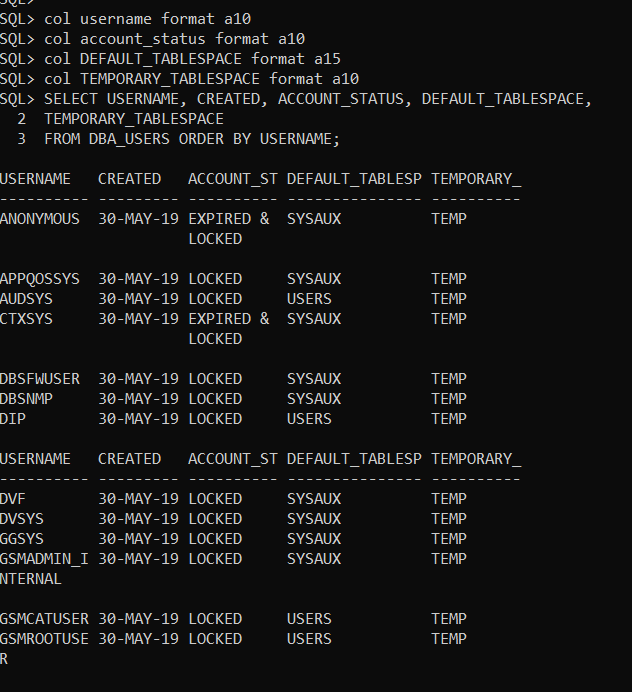 SQL>
SQL> col username format a10
SQL> col account_status format a10
SQL> col DEFAULT_TABLESPACE format a15
SQL> col TEMPORARY_TABLESPACE format a10
SQL> SELECT USERNAME, CREATED, ACCOUNT_STATUS, DEFAULT_TABLESPACE,
  2  TEMPORARY_TABLESPACE
  3  FROM DBA_USERS ORDER BY USERNAME;
USERNAME   CREATED   ACCOUNT_ST DEFAULT_TABLESP TEMPORARY_
---------- --------- ---------- --------------- ----------
ANONYMOUS  30-MAY-19 EXPIRED &  SYSAUX          TEMP
                     LOCKED
APPQOSSYS  30-MAY-19 LOCKED     SYSAUX          TEMP
AUDSYS     30-MAY-19 LOCKED     USERS           TEMP
CTXSYS     30-MAY-19 EXPIRED &  SYSAUX          TEMP
                     LOCKED
DBSFWUSER  30-MAY-19 LOCKED     SYSAUX          TEMP
DBSNMP     30-MAY-19 LOCKED     SYSAUX          TEMP
DIP        30-MAY-19 LOCKED     USERS           TEMP
USERNAME   CREATED   ACCOUNT_ST DEFAULT_TABLESP TEMPORARY_
---------- --------- ---------- --------------- ----------
DVF        30-MAY-19 LOCKED     SYSAUX          TEMP
DVSYS      30-MAY-19 LOCKED     SYSAUX          TEMP
GGSYS      30-MAY-19 LOCKED     SYSAUX          TEMP
GSMADMIN_I 30-MAY-19 LOCKED     SYSAUX          TEMP
NTERNAL
GSMCATUSER 30-MAY-19 LOCKED     USERS           TEMP
GSMROOTUSE 30-MAY-19 LOCKED     USERS           TEMP
R